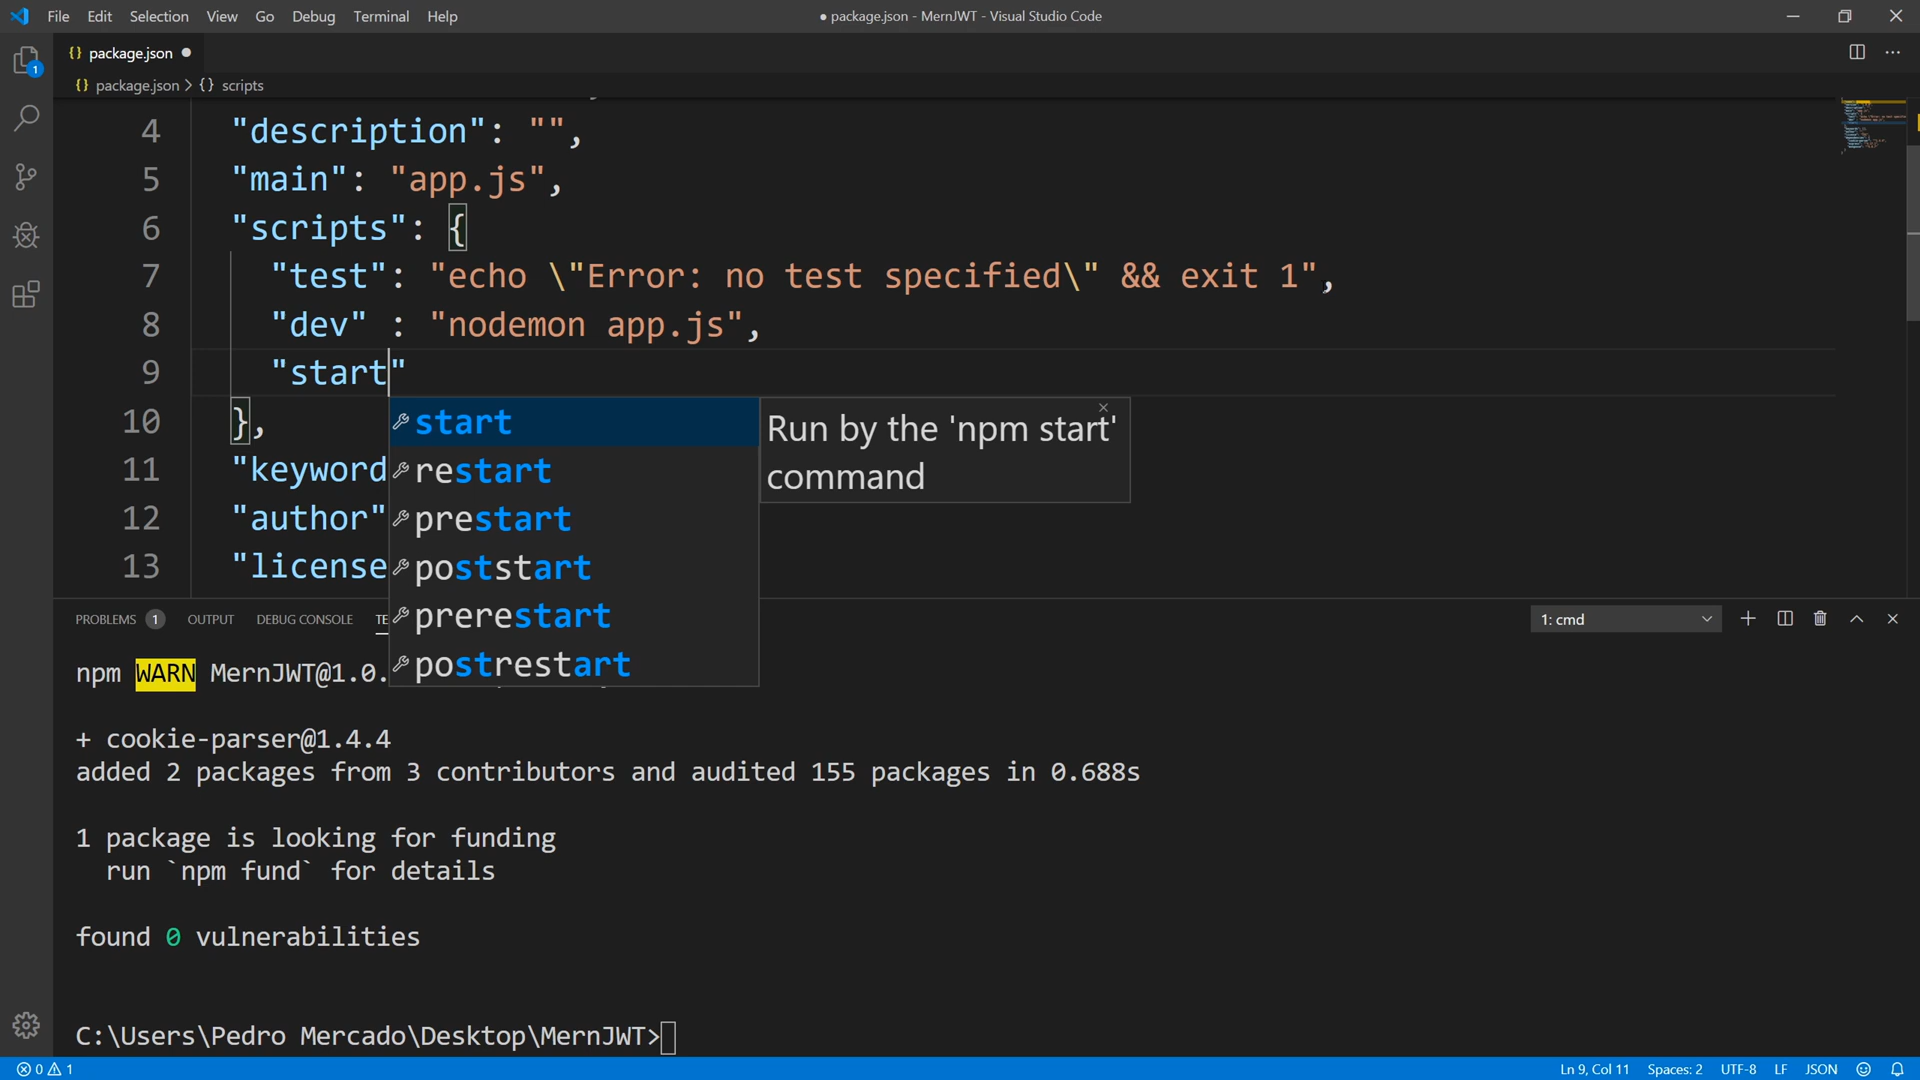 File Edit Selection View Go Debug Terminal Help
● package.json - MernJWT - Visual Studio Code
{} package.json ●
{} package.json > {} scripts
1
4 "description": "",
5 "main": "app.js",
6 "scripts": {
7 "test": "echo \"Error: no test specified\" && exit 1",
8 "dev" : "nodemon app.js",
9 "start"
10 },
11 "keyword
12 "author"
13 "license
start
restart
prestart
poststart
prerestart
postrestart
Run by the 'npm start'
command
PROBLEMS 1 OUTPUT DEBUG CONSOLE TE
1: cmd
npm WARN MernJWT@1.0.
+ cookie-parser@1.4.4
added 2 packages from 3 contributors and audited 155 packages in 0.688s
1 package is looking for funding
run `npm fund` for details
found 0 vulnerabilities
C:\Users\Pedro Mercado\Desktop\MernJWT>
0 1
Ln 9, Col 11 Spaces: 2 UTF-8 LF JSON